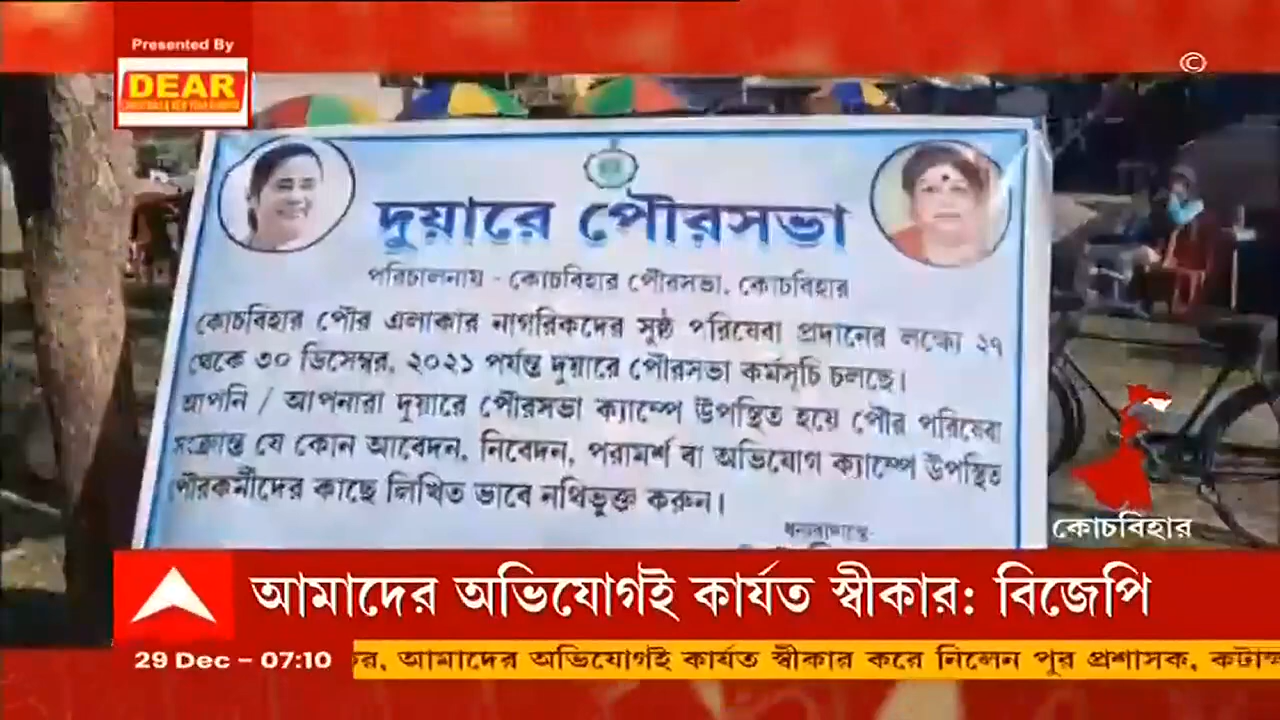 Presented By
DEAR
©
দুয়ারে পৌরসভা
পরিচালনায় - কোচবিহার পৌরসভা, কোচবিহার
কোচবিহার পৌর এলাকার নাগরিকদের সুষ্ঠ পরিষেবা প্রদানের লক্ষ্যে ২৭
থেকে ৩০ ডিসেম্বর, ২০২১ পর্যন্ত দুয়ারে পৌরসভা কর্মসূচি চলছে।
আপনি / আপনারা দুয়ারে পৌরসভা ক্যাম্পে উপস্থিত হয়ে পৌর পরিষেবা
সংক্রান্ত যে কোন আবেদন, নিবেদন, পরামর্শ বা অভিযোগ ক্যাম্পে উপস্থিত
পৌরকর্মীদের কাছে লিখিত ভাবে নথিভুক্ত করুন।
ধন্যবাদান্তে-
কোচবিহার
আমাদের অভিযোগই কার্যত স্বীকার: বিজেপি
29 Dec – 07:10
আমাদের অভিযোগই কার্যত স্বীকার করে নিলেন পুর প্রশাসক,